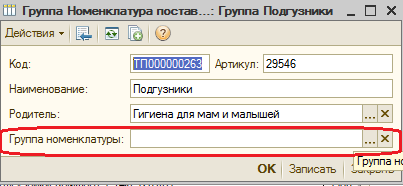 Группа Номенклатура постав...: Группа Подгузники
Действия
Код: ТП000000263 Артикул: 29546
Наименование: Подгузники
Родитель: Гигиена для мам и малышей ...
Группа номенклатуры: ...
Группа но
OK Записать Закрыть